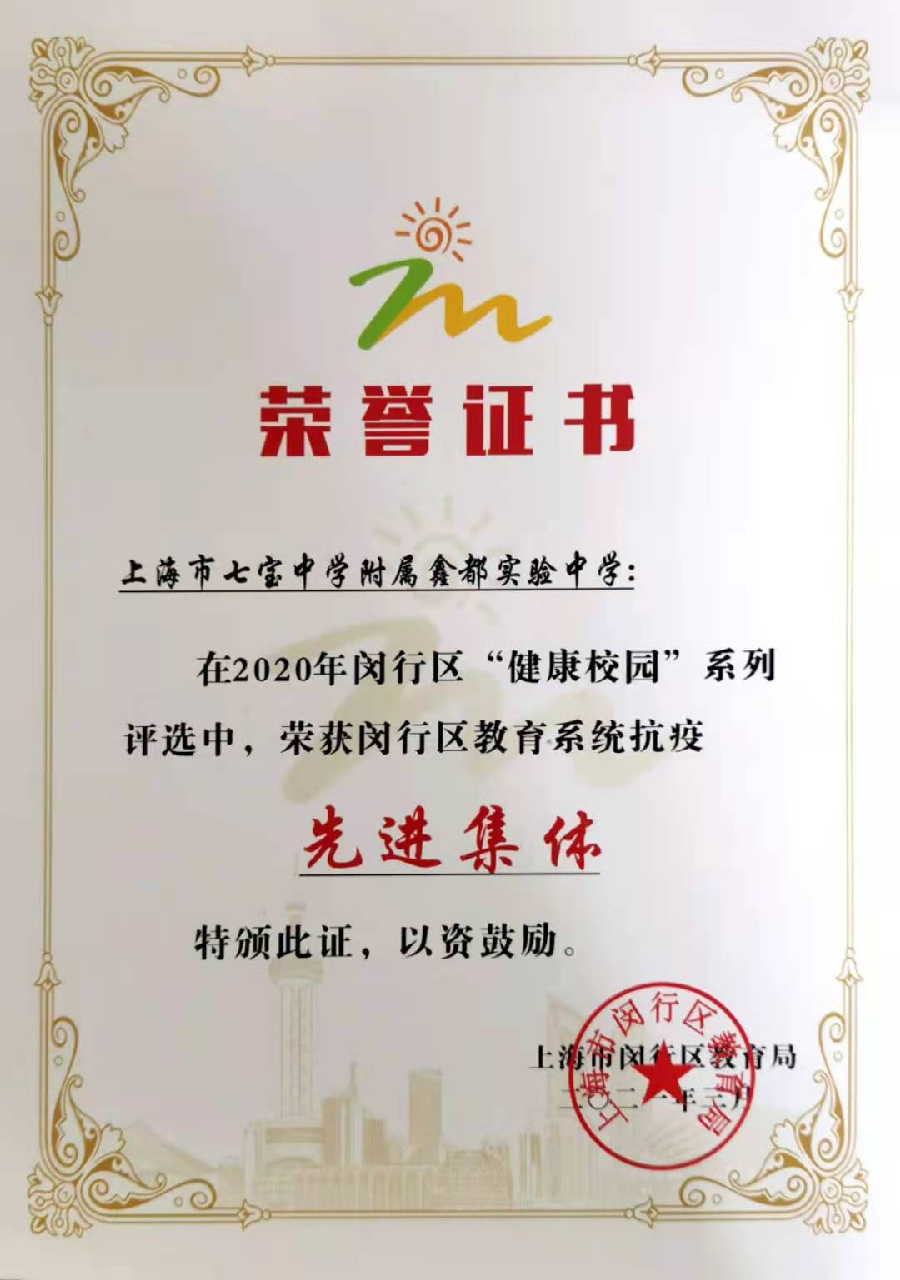 荣誉证书
上海市七宝中学附属鑫都实验中学：
在2020年闵行区“健康校园”系列
评选中，荣获闵行区教育系统抗疫
先进集体
特颁此证，以资鼓励。
上海市闵行区教育局
二〇二一年三月
上海市闵行区教育局